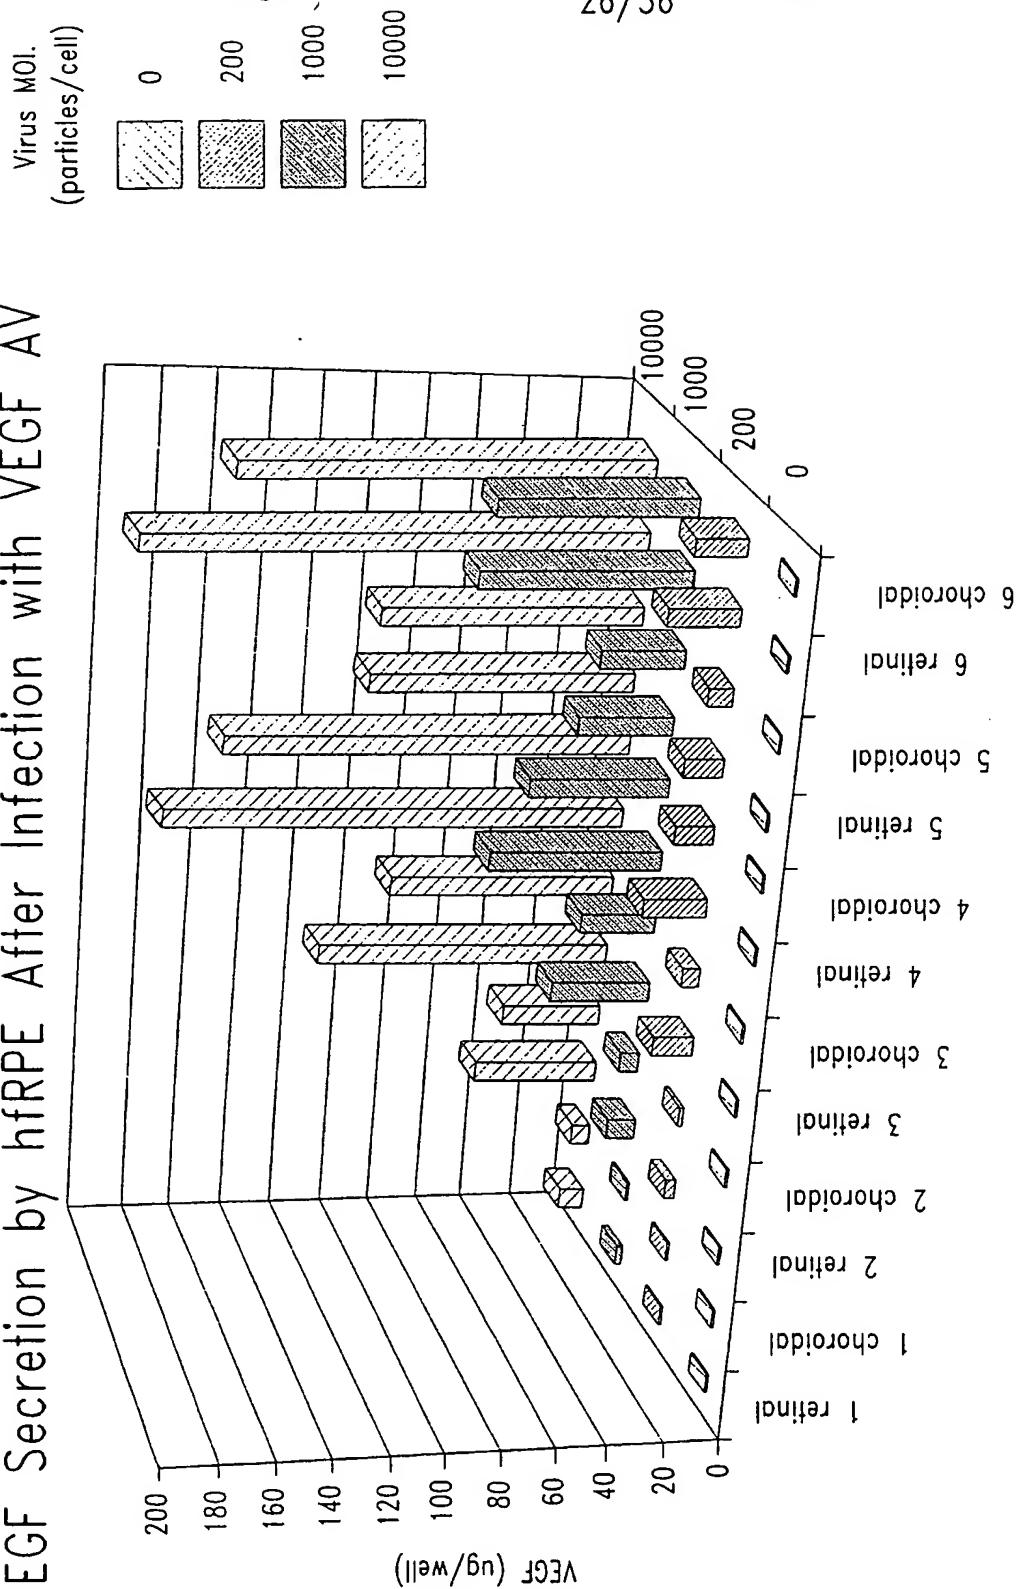 EGF Secretion by hfRPE After Infection with VEGF AV
Virus MOI.
(particles/cell)
0
200
1000
10000
VEGF (ug/well)
200
180
160
140
120
100
80
60
40
20
0
1 retinal
1 choroidal
2 retinal
2 choroidal
3 retinal
3 choroidal
4 retinal
4 choroidal
5 retinal
5 choroidal
6 retinal
6 choroidal
0
200
1000
10000